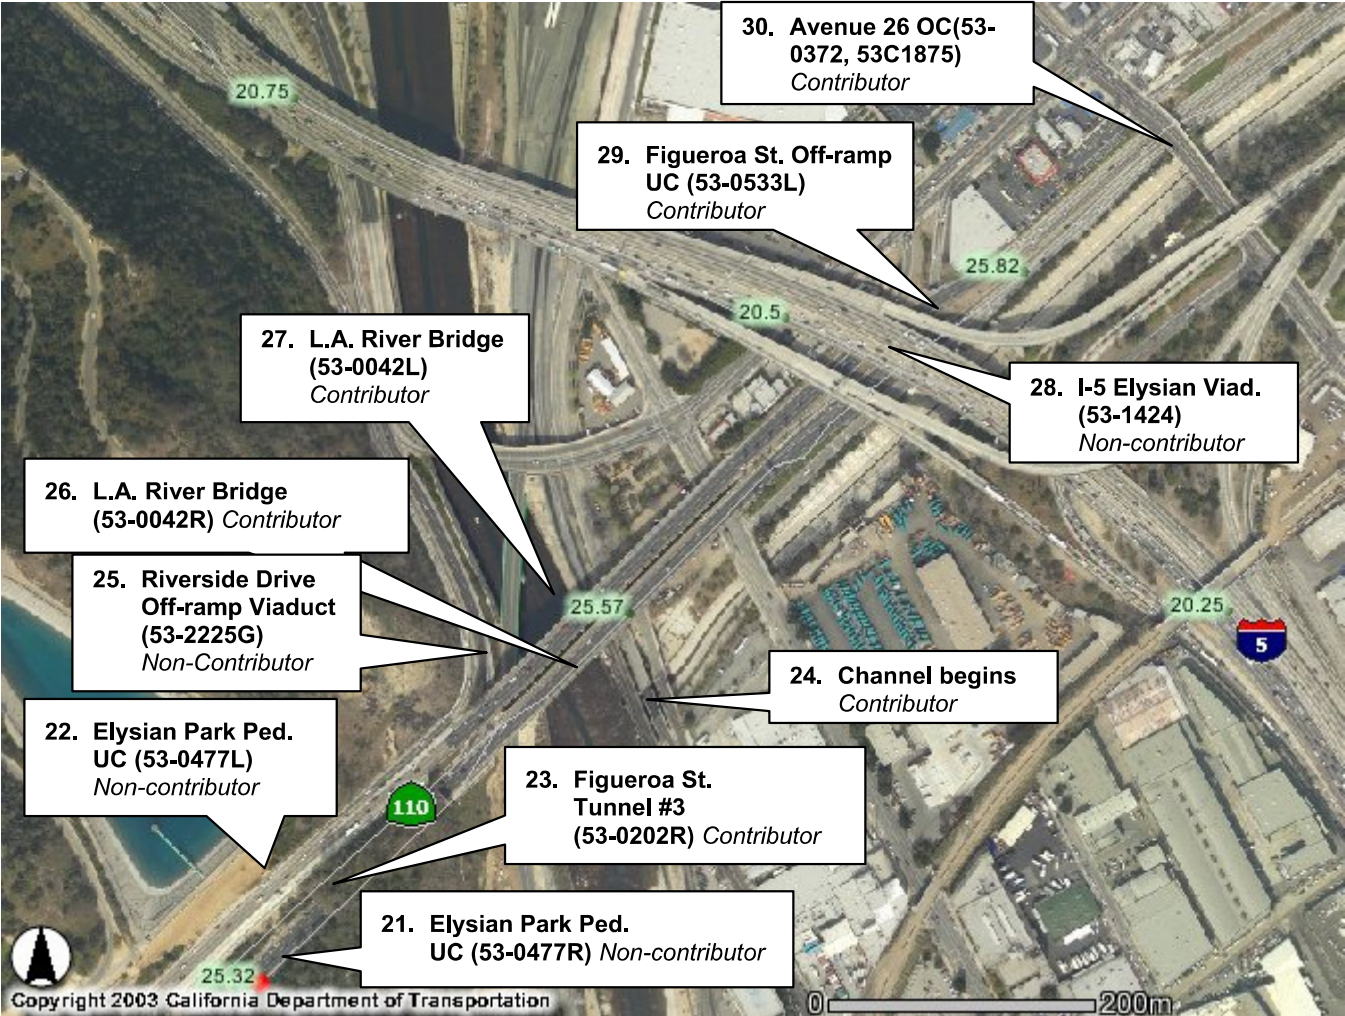 30. Avenue 26 OC(53-
0372, 53C1875)
Contributor
20.75
29. Figueroa St. Off-ramp
UC (53-0533L)
Contributor
25.82
20.5
27. L.A. River Bridge
(53-0042L)
Contributor
28. I-5 Elysian Viad.
(53-1424)
Non-contributor
26. L.A. River Bridge
(53-0042R) Contributor
25. Riverside Drive
Off-ramp Viaduct
(53-2225G)
Non-Contributor
25.57
20.25
5
24. Channel begins
Contributor
22. Elysian Park Ped.
UC (53-0477L)
Non-contributor
110
23. Figueroa St.
Tunnel #3
(53-0202R) Contributor
21. Elysian Park Ped.
UC (53-0477R) Non-contributor
25.32
Copyright 2003 California Department of Transportation
0 200m